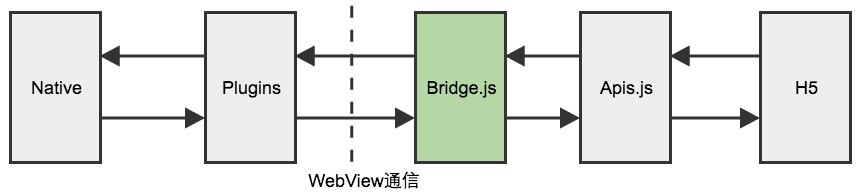 Native
Plugins
Bridge.js
Apis.js
H5
WebView通信